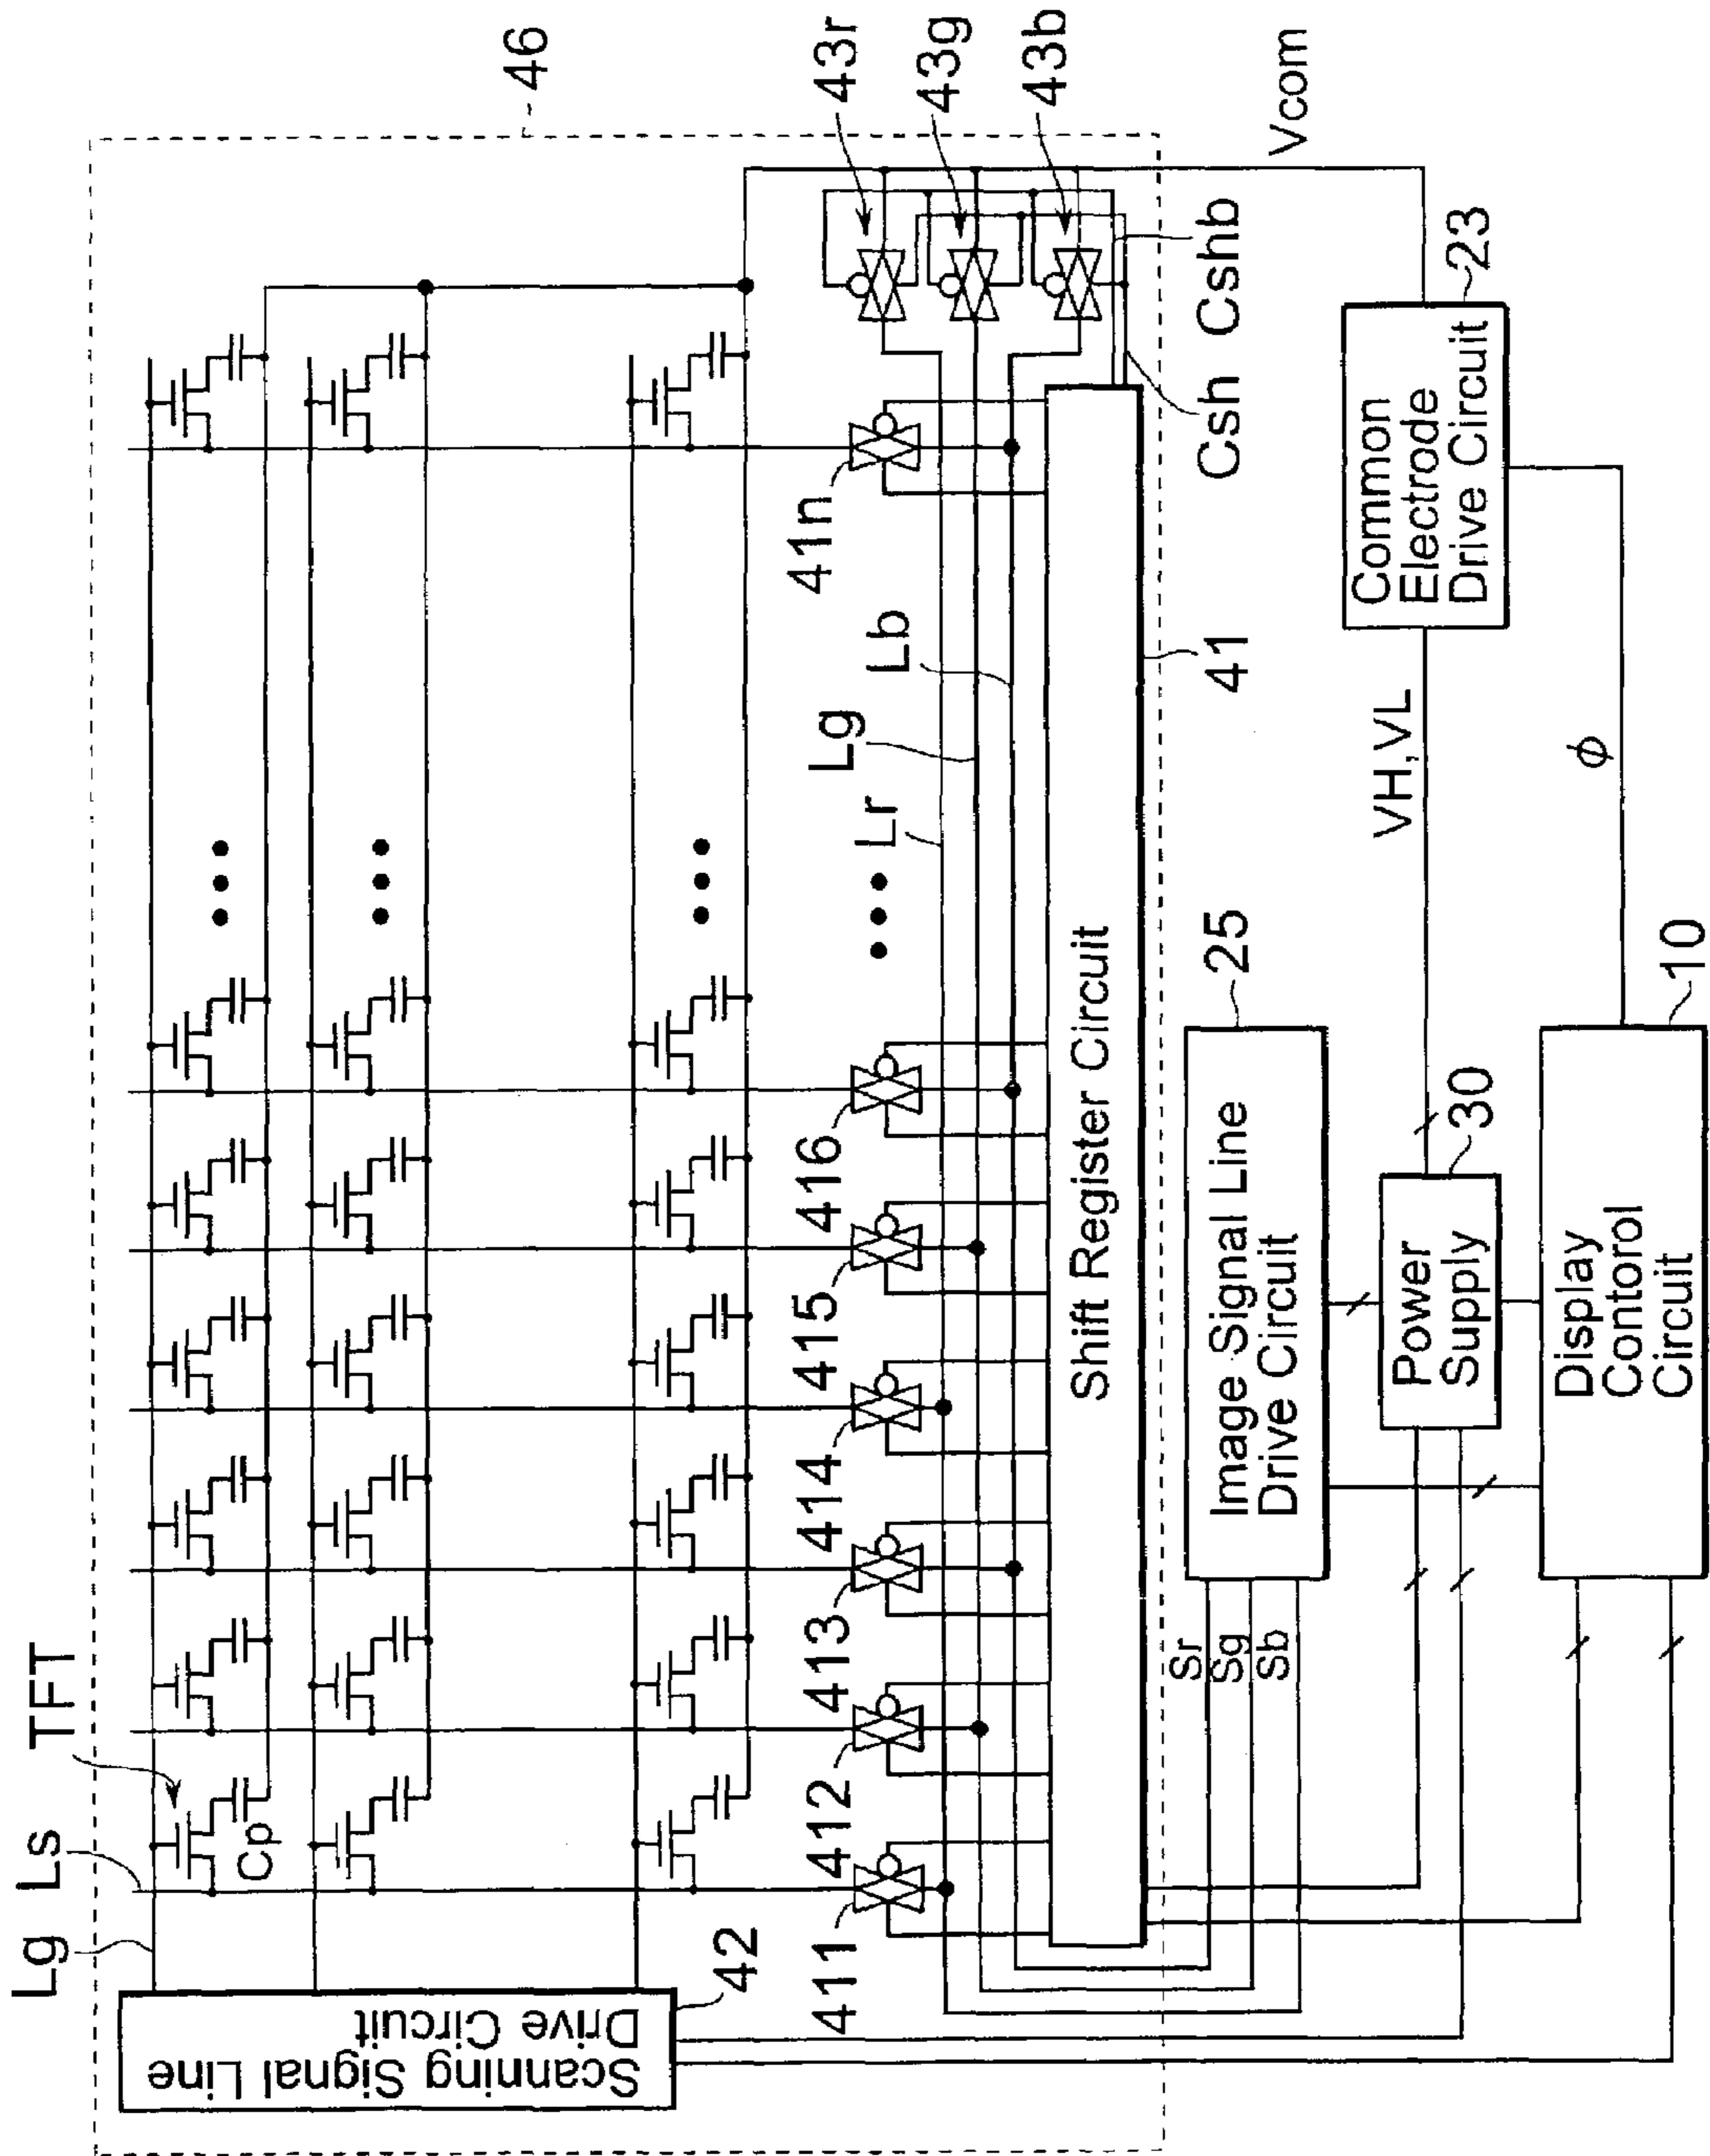 46
TFT
Ls
Lg
Cp
Scanning Signal Line
Drive Circuit
42
411
412
413
414
415
416
41n
43r
43g
43b
Lr
Lg
Lb
Shift Register Circuit
41
Csh
Cshb
Vcom
Sr
Sg
Sb
Image Signal Line
Drive Circuit
25
Power
Supply
30
VH,VL
Common
Electrode
Drive Circuit
23
Display
Contorol
Circuit
10
ϕ